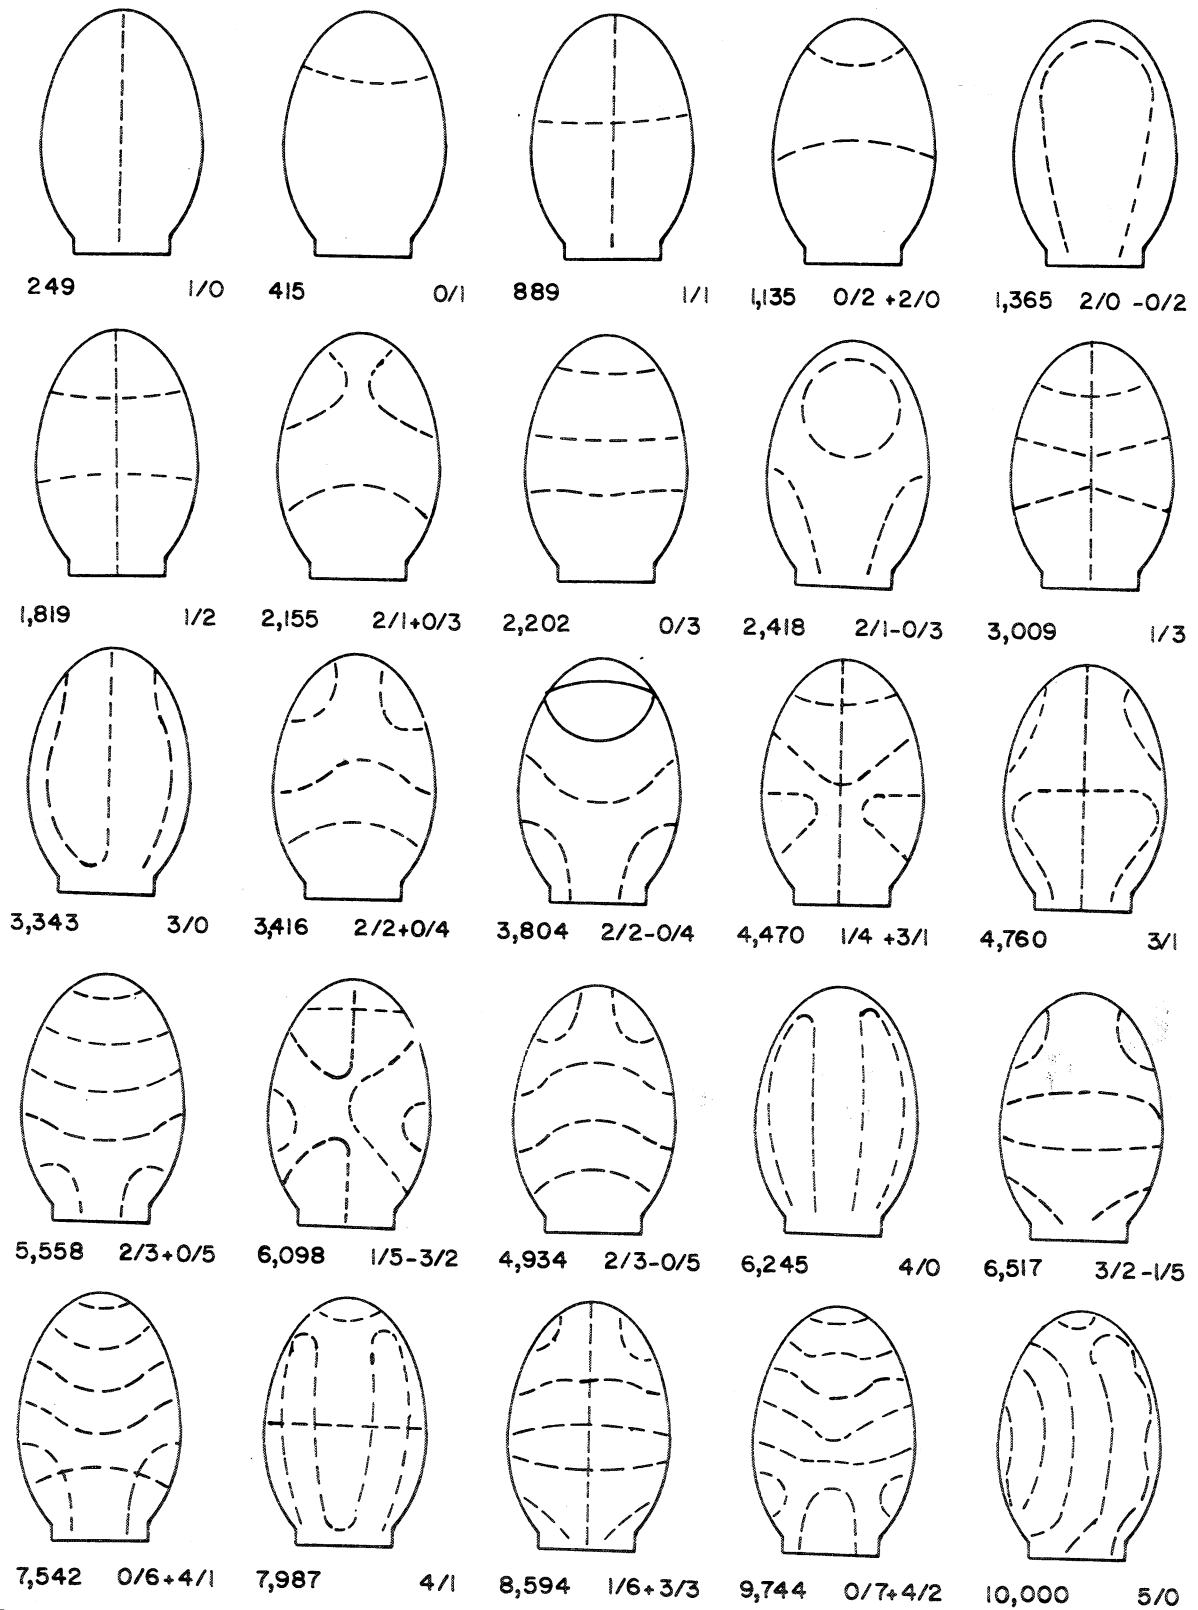 249 1/0 415 0/1 889 1/1 1,135 0/2 +2/0 1,365 2/0 -0/2
1,819 1/2 2,155 2/1+0/3 2,202 0/3 2,418 2/1-0/3 3,009 1/3
3,343 3/0 3,416 2/2+0/4 3,804 2/2-0/4 4,470 1/4 +3/1 4,760 3/1
5,558 2/3+0/5 6,098 1/5-3/2 4,934 2/3-0/5 6,245 4/0 6,517 3/2-1/5
7,542 0/6+4/1 7,987 4/1 8,594 1/6+3/3 9,744 0/7+4/2 10,000 5/0